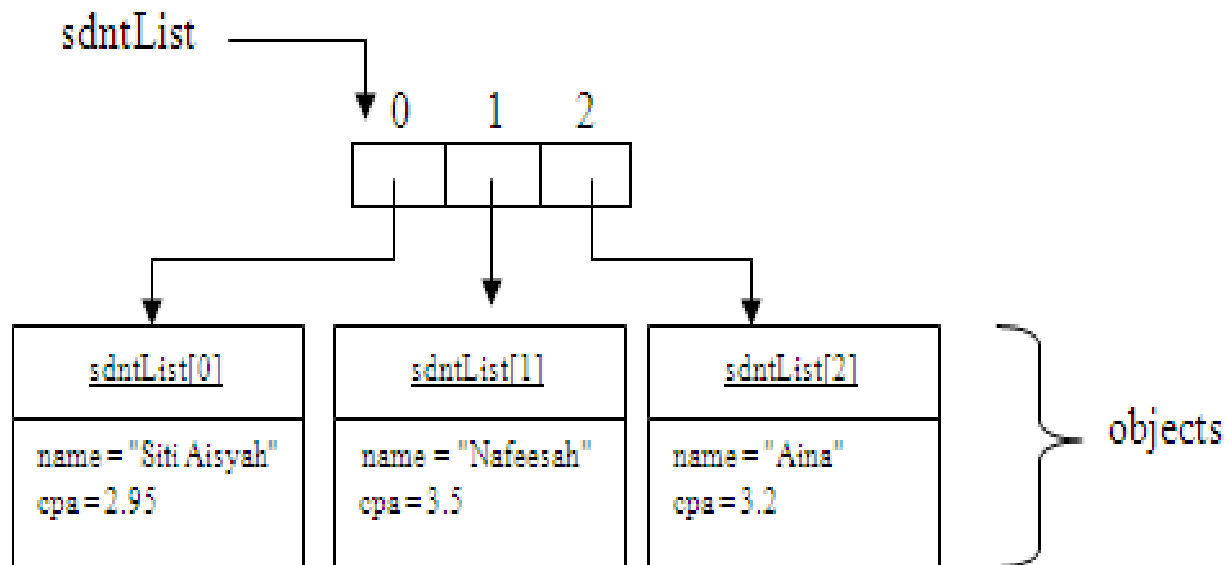 sdntList
0 1 2
sdntList[0]
name = "Siti Aisyah"
cpa = 2.95
sdntList[1]
name = "Nafeesah"
cpa = 3.5
sdntList[2]
name = "Aina"
cpa = 3.2
objects